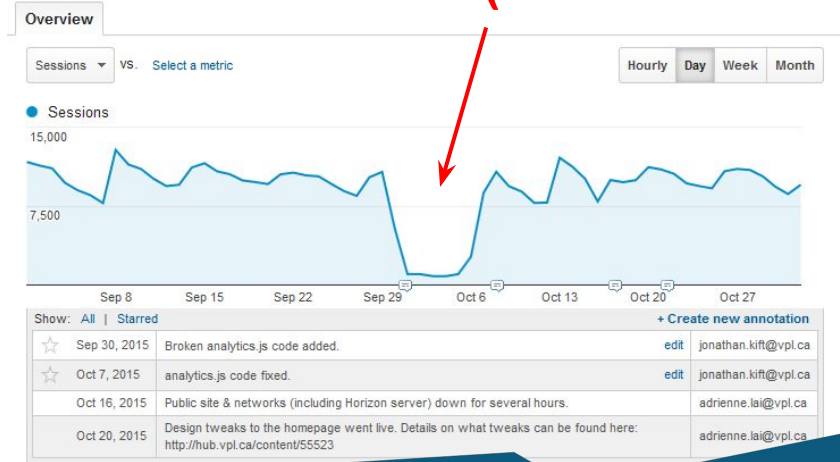 Overview
Sessions VS. Select a metric Hourly Day Week Month
Sessions
15,000
7,500
Sep 8 Sep 15 Sep 22 Sep 29 Oct 6 Oct 13 Oct 20 Oct 27
Show: All | Starred + Create new annotation
Sep 30, 2015 Broken analytics.js code added. edit jonathan.kift@vpl.ca
Oct 7, 2015 analytics.js code fixed. edit jonathan.kift@vpl.ca
Oct 16, 2015 Public site & networks (including Horizon server) down for several hours. adrienne.lai@vpl.ca
Oct 20, 2015 Design tweaks to the homepage went live. Details on what tweaks can be found here: adrienne.lai@vpl.ca
http://hub.vpl.ca/content/55523